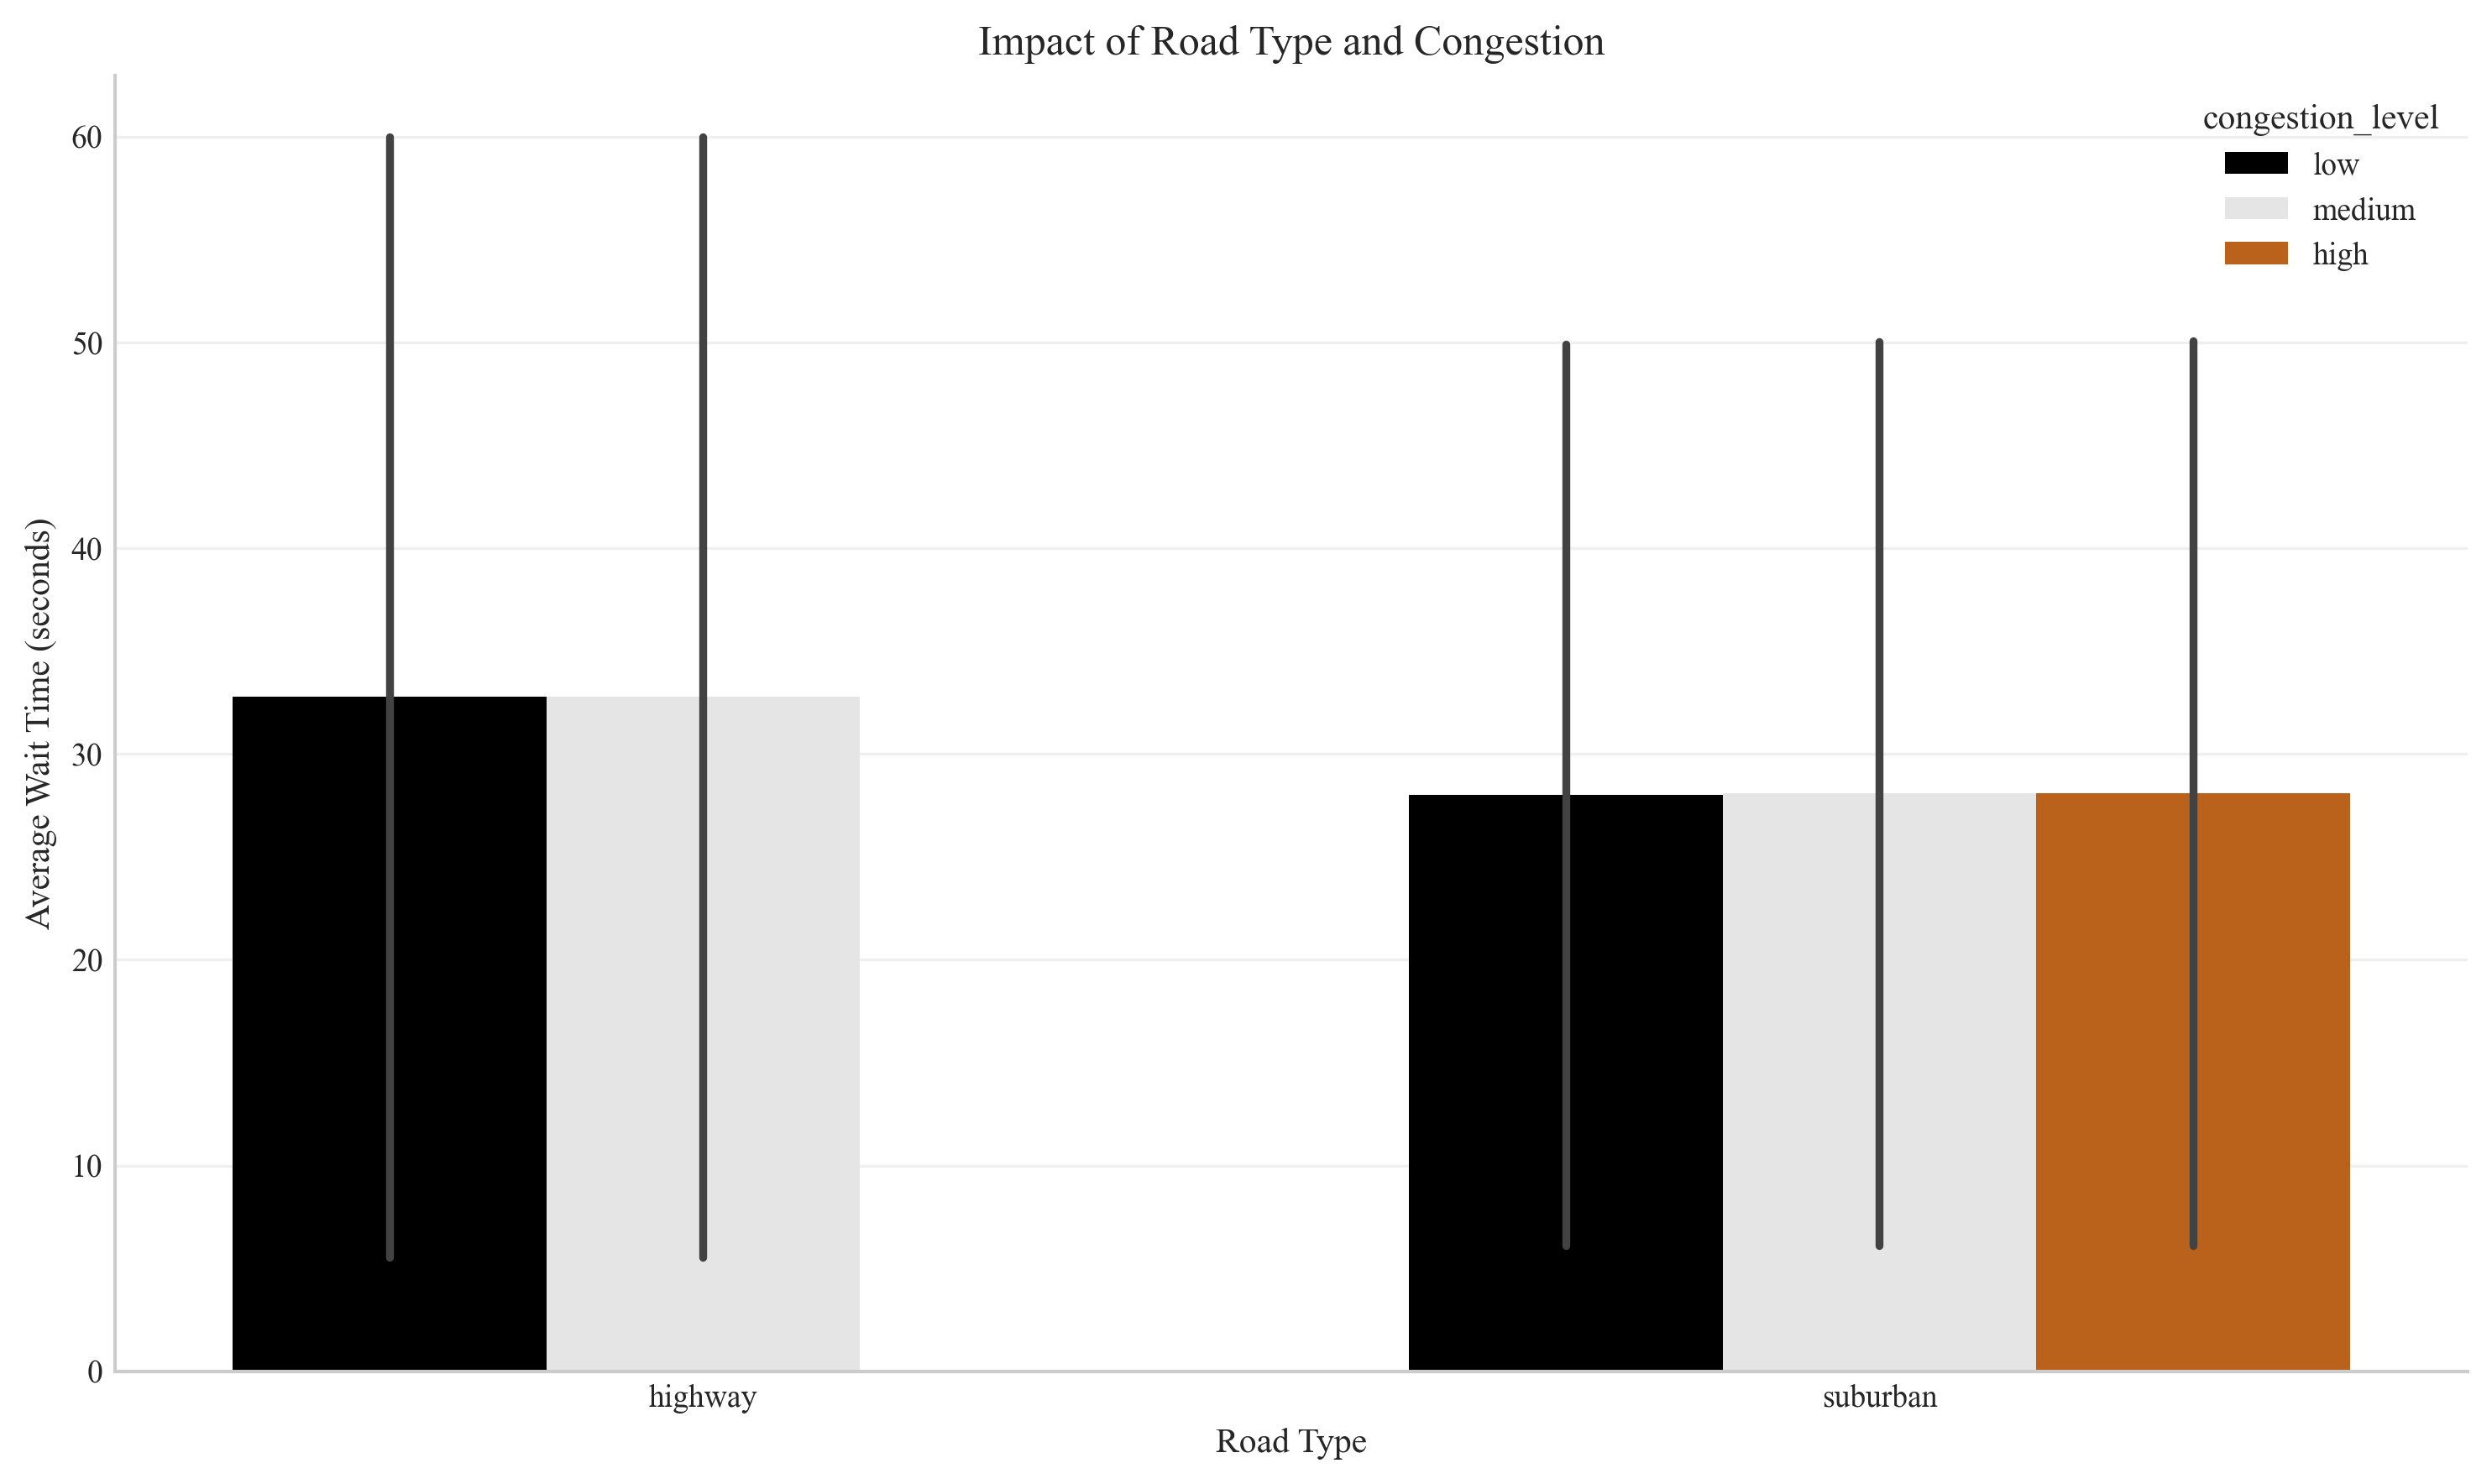 Impact of Road Type and Congestion
congestion_level
low
medium
high
Average Wait Time (seconds)
60
50
40
30
20
10
0
highway
suburban
Road Type